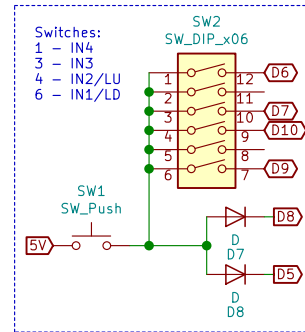 Switches:
1 - IN4
3 - IN3
4 - IN2/LU
6 - IN1/LD
SW2
SW_DIP_x06
1 12 D6
2 11
3 10 D7
4 9 D10
5 8
6 7 D9
SW1
SW_Push
5V
D8
D
D7
D5
D
D8